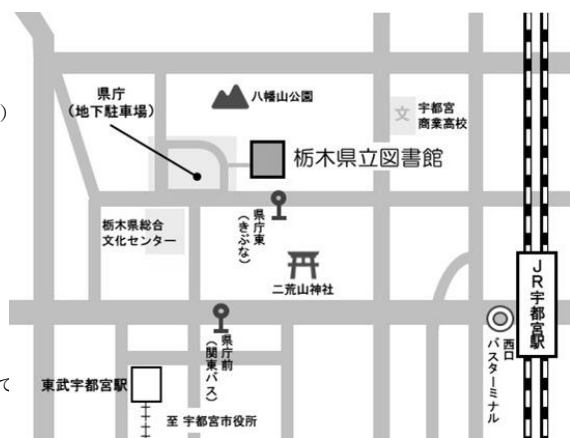 県庁
（地下駐車場）
）
八幡山公園
文
宇都宮
商業高校
栃木県立図書館
県庁東
（きぶな）
栃木県総合
文化センター
二荒山神社
県庁前
（関東バス）
JR宇都宮駅
西口
バスターミナル
東武宇都宮駅
て
至 宇都宮市役所